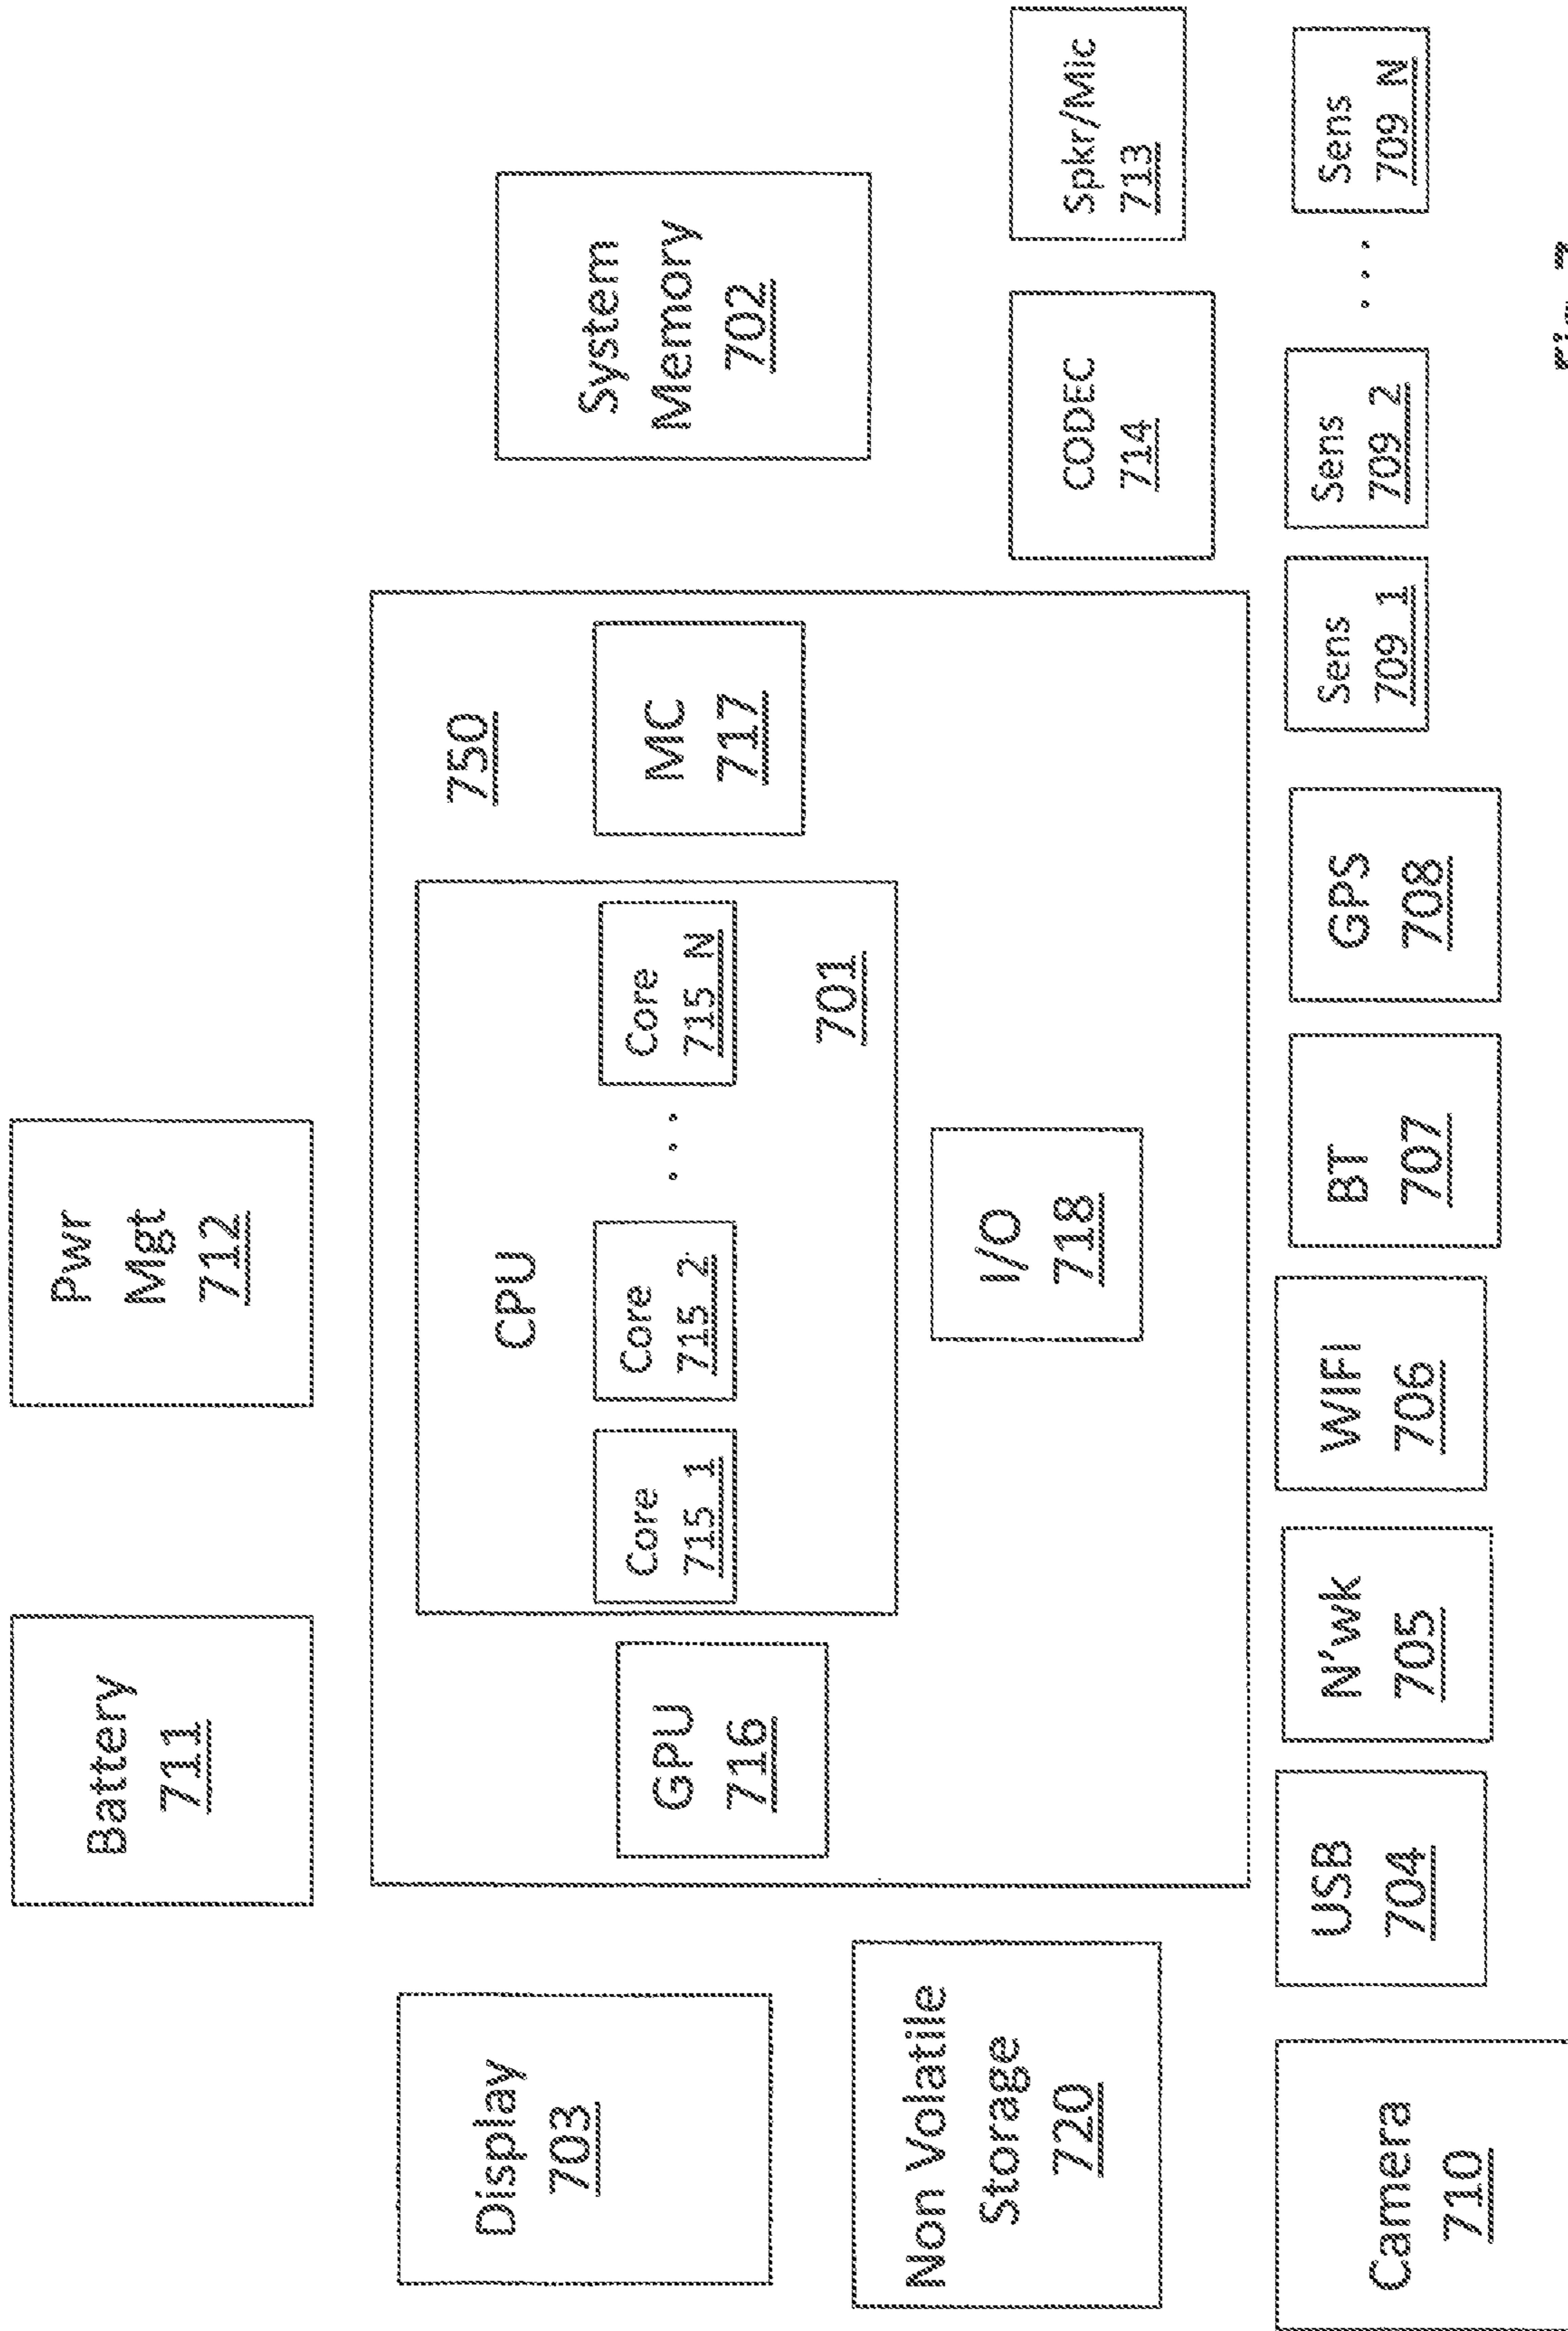 Battery
711
Pwr
Mgt
712
Display
703
750
CPU
GPU
716
Core
715_1
Core
715_2
. . .
Core
715_N
701
MC
717
System
Memory
702
Non Volatile
Storage
720
I/O
718
CODEC
714
Spkr/Mic
713
Camera
710
USB
704
N'wk
705
WIFI
706
BT
707
GPS
708
Sens
709_1
Sens
709_2
. . .
Sens
709_N